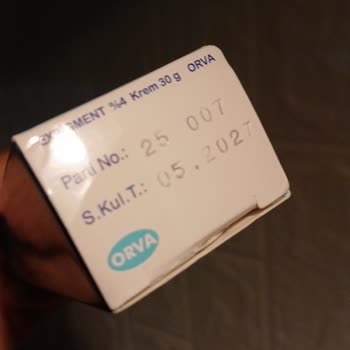 %4 Krem 30 g ORVA
Parti No.: 25 007
S.Kul.T.: 05.2027
ORVA